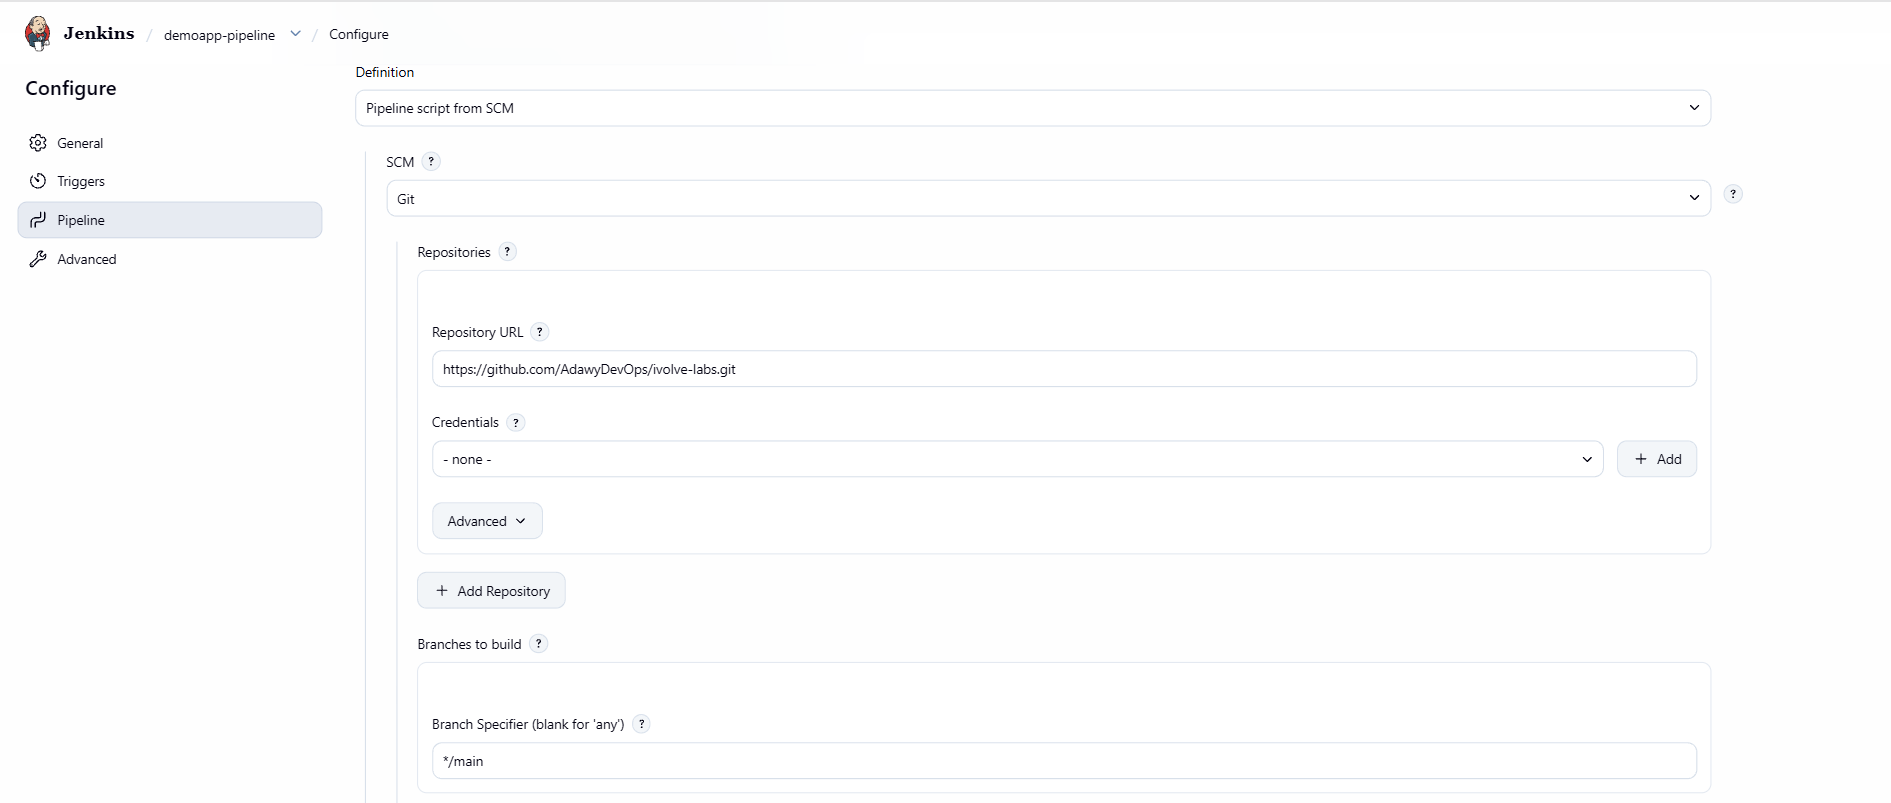 Jenkins / demoapp-pipeline / Configure
Configure
General
Triggers
Pipeline
Advanced
Definition
Pipeline script from SCM
SCM ?
Git
?
Repositories ?
Repository URL ?
https://github.com/AdawyDevOps/ivolve-labs.git
Credentials ?
- none -
+ Add
Advanced
+ Add Repository
Branches to build ?
Branch Specifier (blank for 'any') ?
*/main